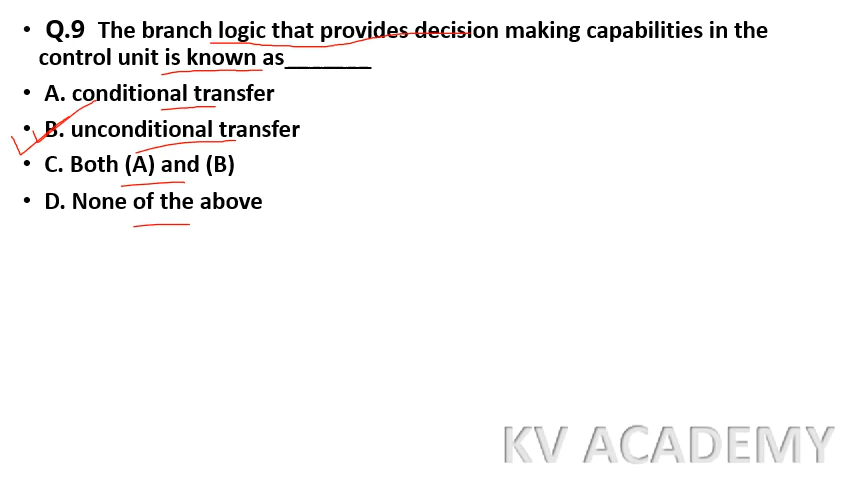 • Q.9 The branch logic that provides decision making capabilities in the
control unit is known as_______
• A. conditional transfer
• B. unconditional transfer
• C. Both (A) and (B)
• D. None of the above
KV ACADEMY